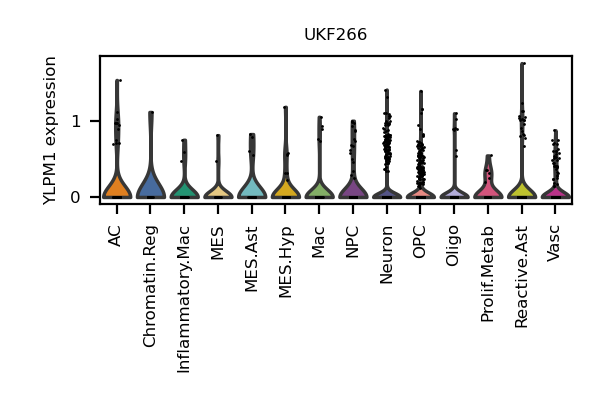 UKF266
YLPM1 expression
1
0
AC
Chromatin.Reg
Inflammatory.Mac
MES
MES.Ast
MES.Hyp
Mac
NPC
Neuron
OPC
Oligo
Prolif.Metab
Reactive.Ast
Vasc